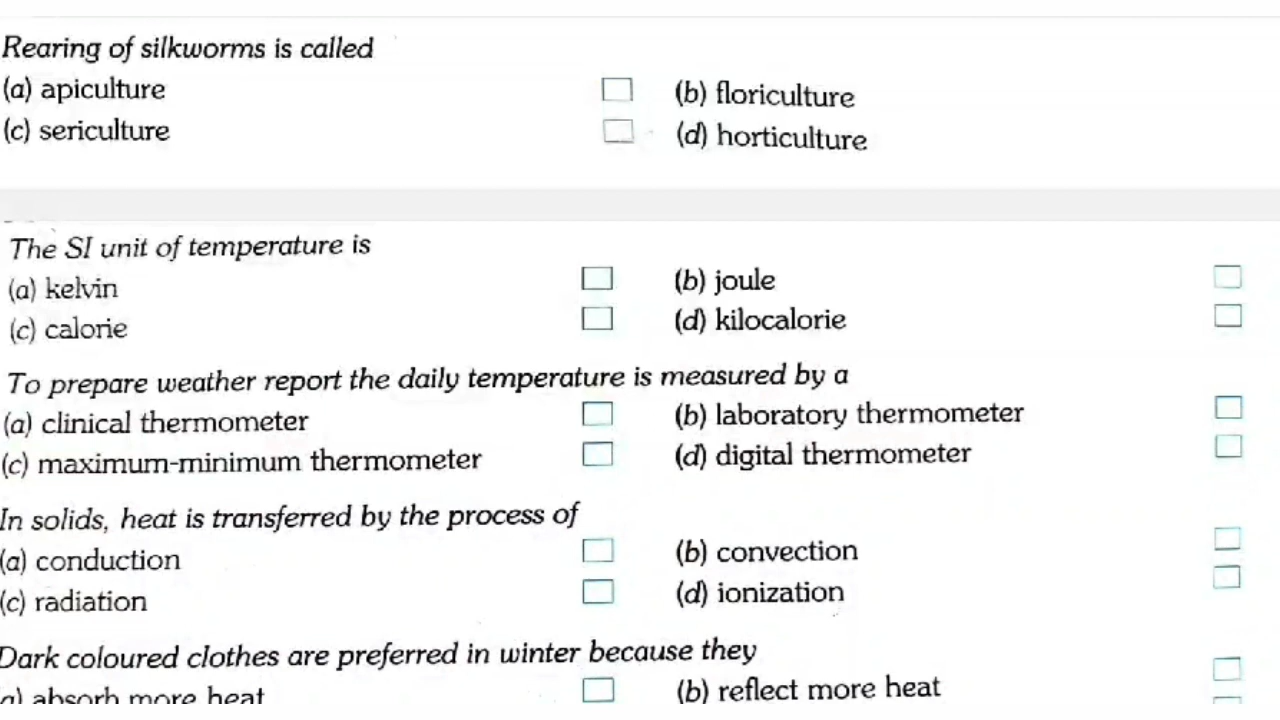 Rearing of silkworms is called
(a) apiculture (b) floriculture
(c) sericulture (d) horticulture
The SI unit of temperature is
(a) kelvin (b) joule
(c) calorie (d) kilocalorie
To prepare weather report the daily temperature is measured by a
(a) clinical thermometer (b) laboratory thermometer
(c) maximum-minimum thermometer (d) digital thermometer
In solids, heat is transferred by the process of
(a) conduction (b) convection
(c) radiation (d) ionization
Dark coloured clothes are preferred in winter because they
a) absorb more heat (b) reflect more heat